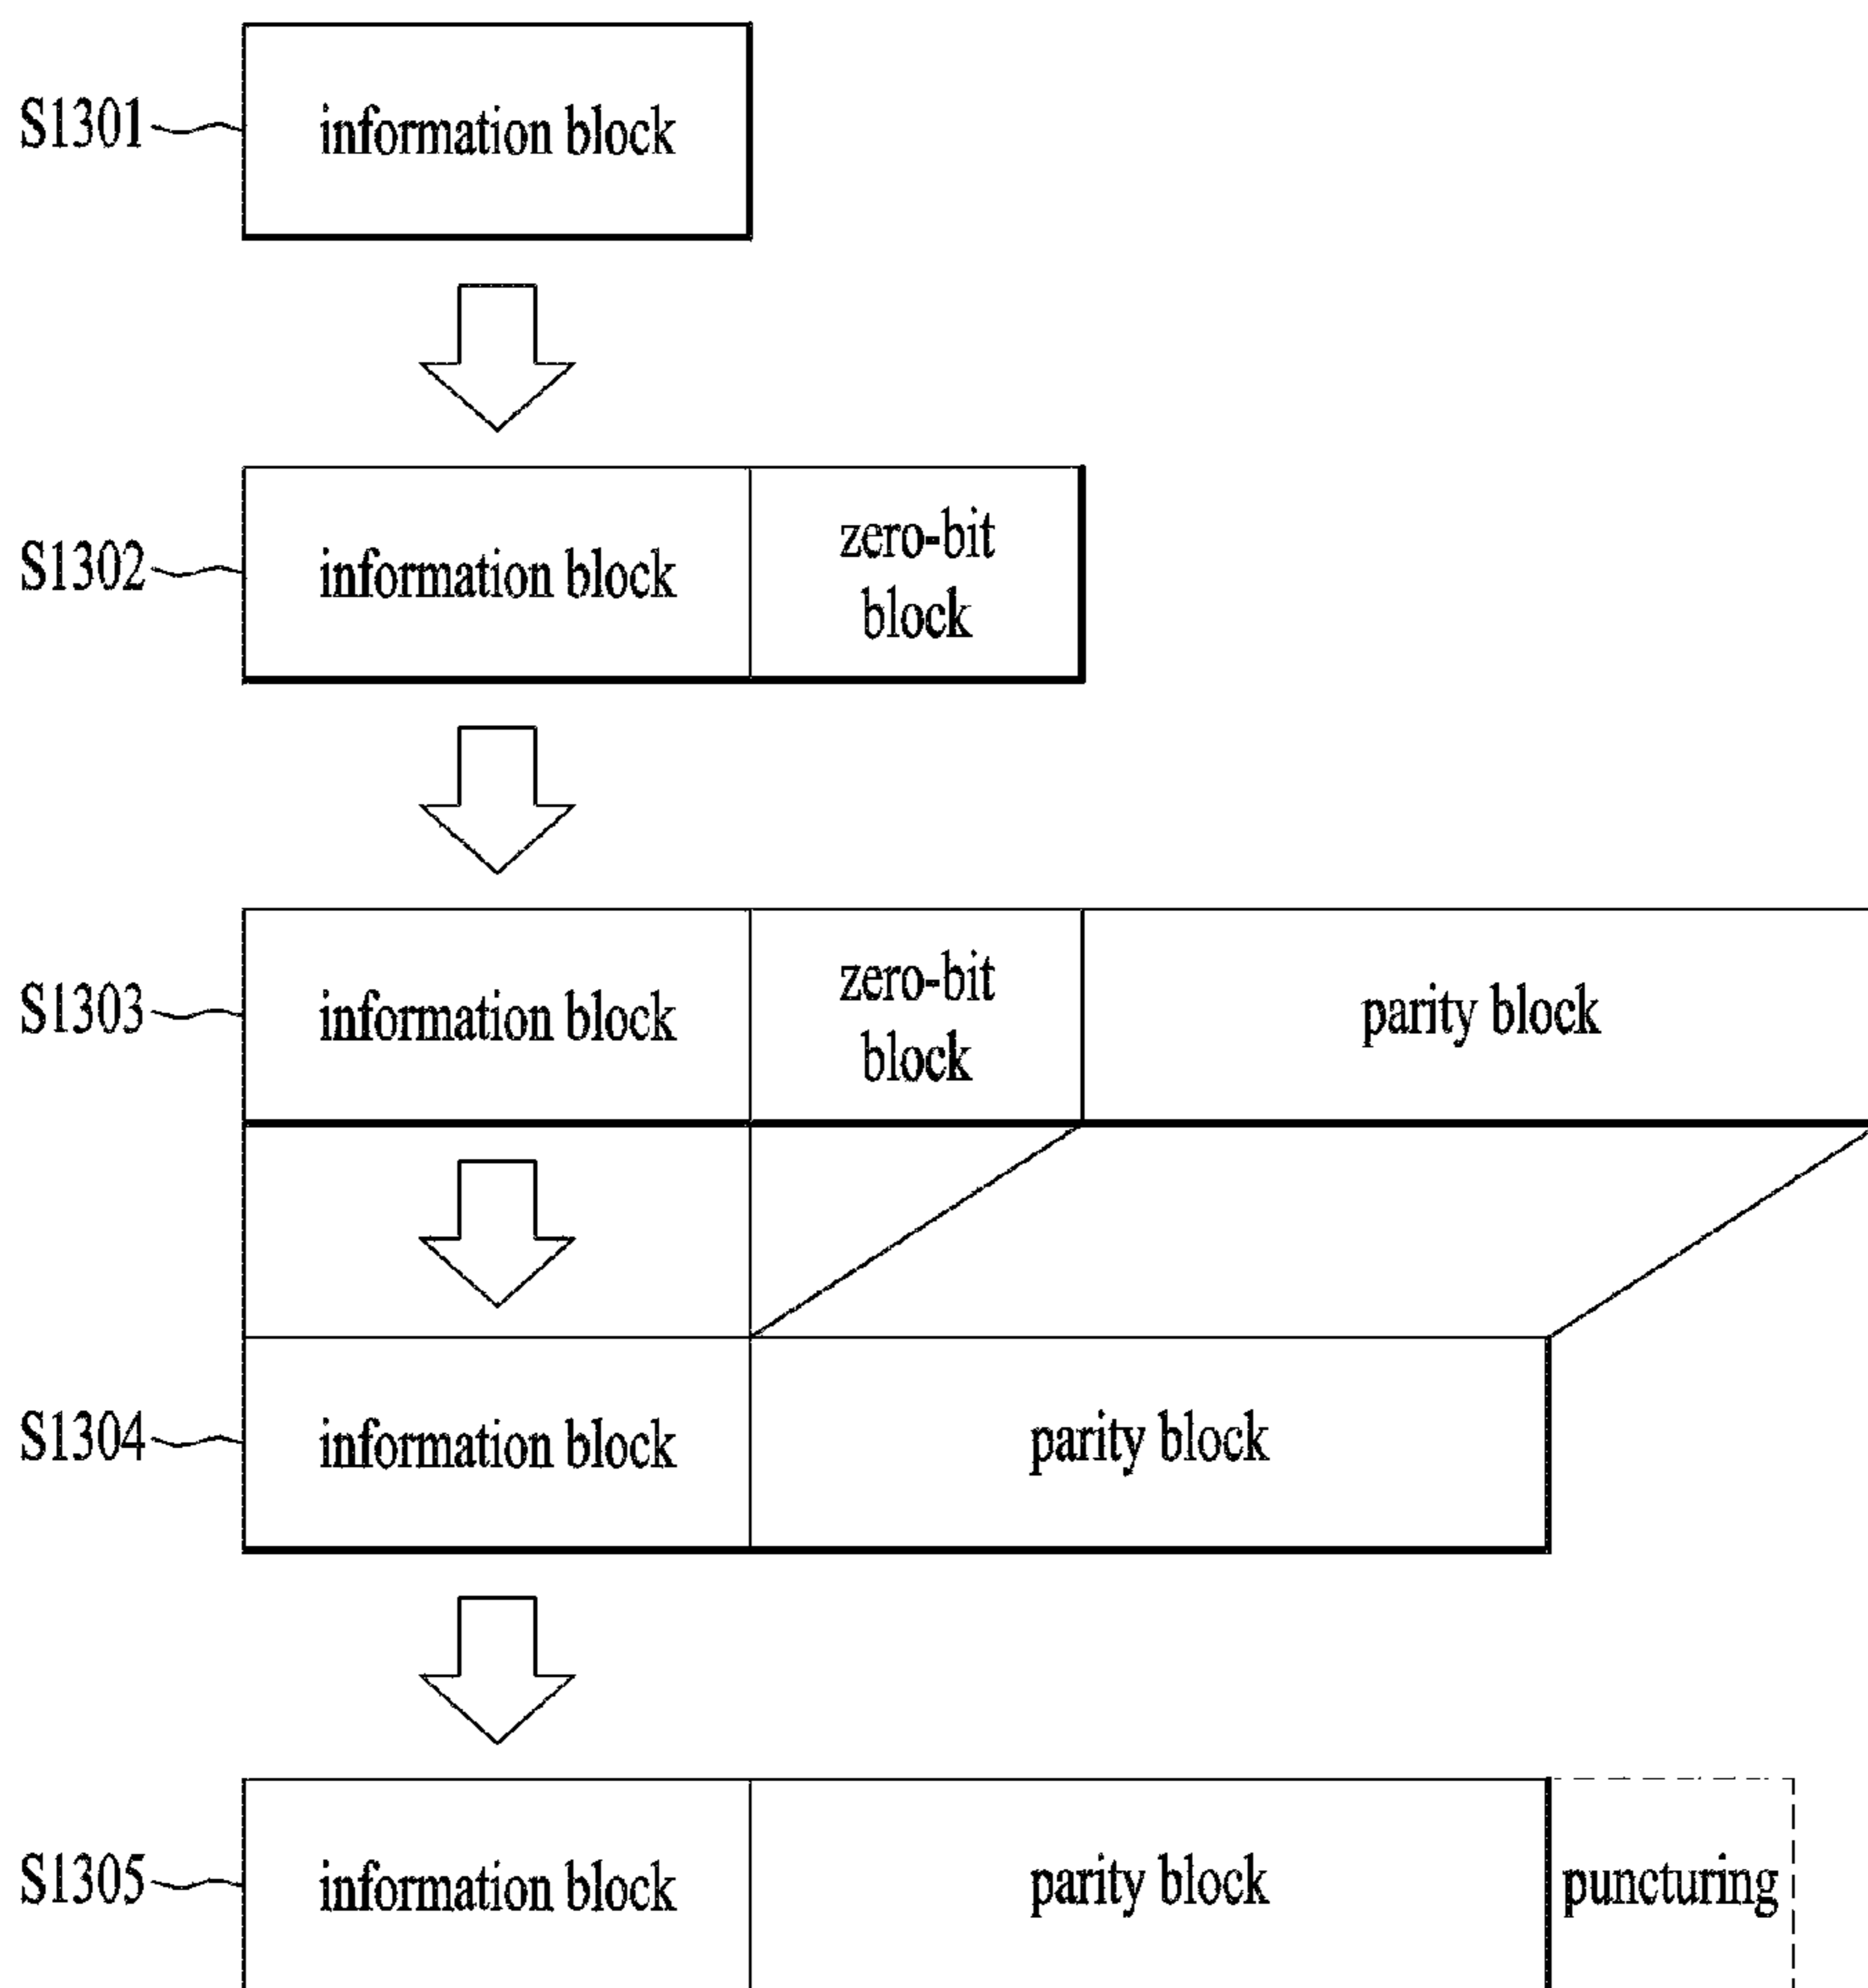 S1301 information block
S1302 information block zero-bit
block
S1303 information block zero-bit
block parity block
S1304 information block parity block
S1305 information block parity block puncturing